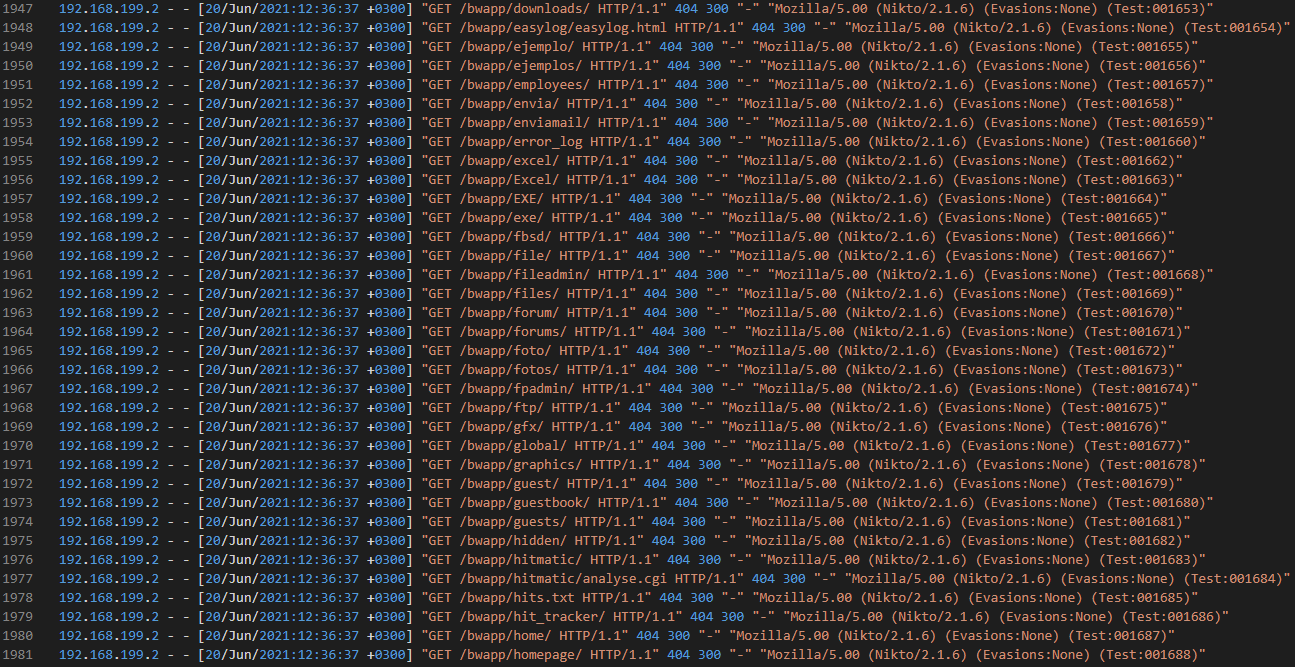 1947 192.168.199.2 - - [20/Jun/2021:12:36:37 +0300] "GET /bwapp/downloads/ HTTP/1.1" 404 300 "-" "Mozilla/5.00 (Nikto/2.1.6) (Evasions:None) (Test:001653)"
1948 192.168.199.2 - - [20/Jun/2021:12:36:37 +0300] "GET /bwapp/easylog/easylog.html HTTP/1.1" 404 300 "-" "Mozilla/5.00 (Nikto/2.1.6) (Evasions:None) (Test:001654)"
1949 192.168.199.2 - - [20/Jun/2021:12:36:37 +0300] "GET /bwapp/ejemplo/ HTTP/1.1" 404 300 "-" "Mozilla/5.00 (Nikto/2.1.6) (Evasions:None) (Test:001655)"
1950 192.168.199.2 - - [20/Jun/2021:12:36:37 +0300] "GET /bwapp/ejemplos/ HTTP/1.1" 404 300 "-" "Mozilla/5.00 (Nikto/2.1.6) (Evasions:None) (Test:001656)"
1951 192.168.199.2 - - [20/Jun/2021:12:36:37 +0300] "GET /bwapp/employees/ HTTP/1.1" 404 300 "-" "Mozilla/5.00 (Nikto/2.1.6) (Evasions:None) (Test:001657)"
1952 192.168.199.2 - - [20/Jun/2021:12:36:37 +0300] "GET /bwapp/envia/ HTTP/1.1" 404 300 "-" "Mozilla/5.00 (Nikto/2.1.6) (Evasions:None) (Test:001658)"
1953 192.168.199.2 - - [20/Jun/2021:12:36:37 +0300] "GET /bwapp/enviamail/ HTTP/1.1" 404 300 "-" "Mozilla/5.00 (Nikto/2.1.6) (Evasions:None) (Test:001659)"
1954 192.168.199.2 - - [20/Jun/2021:12:36:37 +0300] "GET /bwapp/error_log HTTP/1.1" 404 300 "-" "Mozilla/5.00 (Nikto/2.1.6) (Evasions:None) (Test:001660)"
1955 192.168.199.2 - - [20/Jun/2021:12:36:37 +0300] "GET /bwapp/excel/ HTTP/1.1" 404 300 "-" "Mozilla/5.00 (Nikto/2.1.6) (Evasions:None) (Test:001662)"
1956 192.168.199.2 - - [20/Jun/2021:12:36:37 +0300] "GET /bwapp/Excel/ HTTP/1.1" 404 300 "-" "Mozilla/5.00 (Nikto/2.1.6) (Evasions:None) (Test:001663)"
1957 192.168.199.2 - - [20/Jun/2021:12:36:37 +0300] "GET /bwapp/EXE/ HTTP/1.1" 404 300 "-" "Mozilla/5.00 (Nikto/2.1.6) (Evasions:None) (Test:001664)"
1958 192.168.199.2 - - [20/Jun/2021:12:36:37 +0300] "GET /bwapp/exe/ HTTP/1.1" 404 300 "-" "Mozilla/5.00 (Nikto/2.1.6) (Evasions:None) (Test:001665)"
1959 192.168.199.2 - - [20/Jun/2021:12:36:37 +0300] "GET /bwapp/fbsd/ HTTP/1.1" 404 300 "-" "Mozilla/5.00 (Nikto/2.1.6) (Evasions:None) (Test:001666)"
1960 192.168.199.2 - - [20/Jun/2021:12:36:37 +0300] "GET /bwapp/file/ HTTP/1.1" 404 300 "-" "Mozilla/5.00 (Nikto/2.1.6) (Evasions:None) (Test:001667)"
1961 192.168.199.2 - - [20/Jun/2021:12:36:37 +0300] "GET /bwapp/fileadmin/ HTTP/1.1" 404 300 "-" "Mozilla/5.00 (Nikto/2.1.6) (Evasions:None) (Test:001668)"
1962 192.168.199.2 - - [20/Jun/2021:12:36:37 +0300] "GET /bwapp/files/ HTTP/1.1" 404 300 "-" "Mozilla/5.00 (Nikto/2.1.6) (Evasions:None) (Test:001669)"
1963 192.168.199.2 - - [20/Jun/2021:12:36:37 +0300] "GET /bwapp/forum/ HTTP/1.1" 404 300 "-" "Mozilla/5.00 (Nikto/2.1.6) (Evasions:None) (Test:001670)"
1964 192.168.199.2 - - [20/Jun/2021:12:36:37 +0300] "GET /bwapp/forums/ HTTP/1.1" 404 300 "-" "Mozilla/5.00 (Nikto/2.1.6) (Evasions:None) (Test:001671)"
1965 192.168.199.2 - - [20/Jun/2021:12:36:37 +0300] "GET /bwapp/foto/ HTTP/1.1" 404 300 "-" "Mozilla/5.00 (Nikto/2.1.6) (Evasions:None) (Test:001672)"
1966 192.168.199.2 - - [20/Jun/2021:12:36:37 +0300] "GET /bwapp/fotos/ HTTP/1.1" 404 300 "-" "Mozilla/5.00 (Nikto/2.1.6) (Evasions:None) (Test:001673)"
1967 192.168.199.2 - - [20/Jun/2021:12:36:37 +0300] "GET /bwapp/fpadmin/ HTTP/1.1" 404 300 "-" "Mozilla/5.00 (Nikto/2.1.6) (Evasions:None) (Test:001674)"
1968 192.168.199.2 - - [20/Jun/2021:12:36:37 +0300] "GET /bwapp/ftp/ HTTP/1.1" 404 300 "-" "Mozilla/5.00 (Nikto/2.1.6) (Evasions:None) (Test:001675)"
1969 192.168.199.2 - - [20/Jun/2021:12:36:37 +0300] "GET /bwapp/gfx/ HTTP/1.1" 404 300 "-" "Mozilla/5.00 (Nikto/2.1.6) (Evasions:None) (Test:001676)"
1970 192.168.199.2 - - [20/Jun/2021:12:36:37 +0300] "GET /bwapp/global/ HTTP/1.1" 404 300 "-" "Mozilla/5.00 (Nikto/2.1.6) (Evasions:None) (Test:001677)"
1971 192.168.199.2 - - [20/Jun/2021:12:36:37 +0300] "GET /bwapp/graphics/ HTTP/1.1" 404 300 "-" "Mozilla/5.00 (Nikto/2.1.6) (Evasions:None) (Test:001678)"
1972 192.168.199.2 - - [20/Jun/2021:12:36:37 +0300] "GET /bwapp/guest/ HTTP/1.1" 404 300 "-" "Mozilla/5.00 (Nikto/2.1.6) (Evasions:None) (Test:001679)"
1973 192.168.199.2 - - [20/Jun/2021:12:36:37 +0300] "GET /bwapp/guestbook/ HTTP/1.1" 404 300 "-" "Mozilla/5.00 (Nikto/2.1.6) (Evasions:None) (Test:001680)"
1974 192.168.199.2 - - [20/Jun/2021:12:36:37 +0300] "GET /bwapp/guests/ HTTP/1.1" 404 300 "-" "Mozilla/5.00 (Nikto/2.1.6) (Evasions:None) (Test:001681)"
1975 192.168.199.2 - - [20/Jun/2021:12:36:37 +0300] "GET /bwapp/hidden/ HTTP/1.1" 404 300 "-" "Mozilla/5.00 (Nikto/2.1.6) (Evasions:None) (Test:001682)"
1976 192.168.199.2 - - [20/Jun/2021:12:36:37 +0300] "GET /bwapp/hitmatic/ HTTP/1.1" 404 300 "-" "Mozilla/5.00 (Nikto/2.1.6) (Evasions:None) (Test:001683)"
1977 192.168.199.2 - - [20/Jun/2021:12:36:37 +0300] "GET /bwapp/hitmatic/analyse.cgi HTTP/1.1" 404 300 "-" "Mozilla/5.00 (Nikto/2.1.6) (Evasions:None) (Test:001684)"
1978 192.168.199.2 - - [20/Jun/2021:12:36:37 +0300] "GET /bwapp/hits.txt HTTP/1.1" 404 300 "-" "Mozilla/5.00 (Nikto/2.1.6) (Evasions:None) (Test:001685)"
1979 192.168.199.2 - - [20/Jun/2021:12:36:37 +0300] "GET /bwapp/hit_tracker/ HTTP/1.1" 404 300 "-" "Mozilla/5.00 (Nikto/2.1.6) (Evasions:None) (Test:001686)"
1980 192.168.199.2 - - [20/Jun/2021:12:36:37 +0300] "GET /bwapp/home/ HTTP/1.1" 404 300 "-" "Mozilla/5.00 (Nikto/2.1.6) (Evasions:None) (Test:001687)"
1981 192.168.199.2 - - [20/Jun/2021:12:36:37 +0300] "GET /bwapp/homepage/ HTTP/1.1" 404 300 "-" "Mozilla/5.00 (Nikto/2.1.6) (Evasions:None) (Test:001688)"